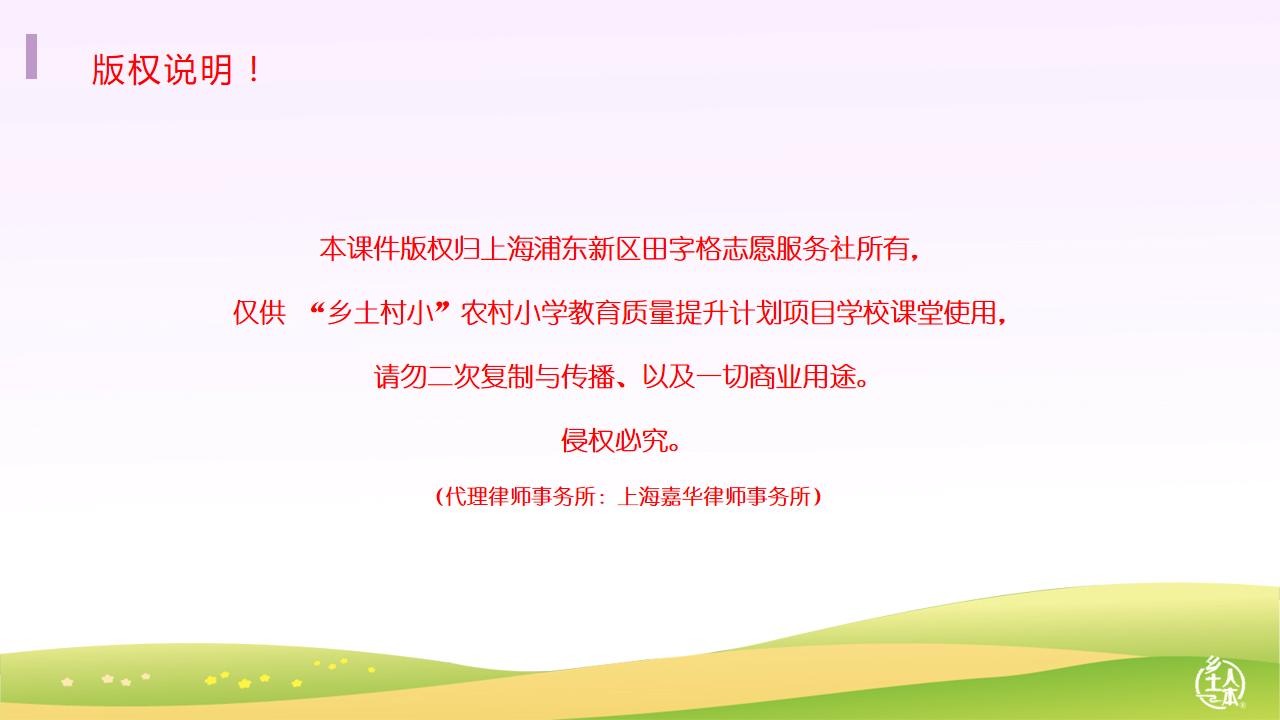 版权说明！
本课件版权归上海浦东新区田字格志愿服务社所有，
仅供 “乡土村小”农村小学教育质量提升计划项目学校课堂使用，
请勿二次复制与传播、以及一切商业用途。
侵权必究。
（代理律师事务所：上海嘉华律师事务所）
乡土人本